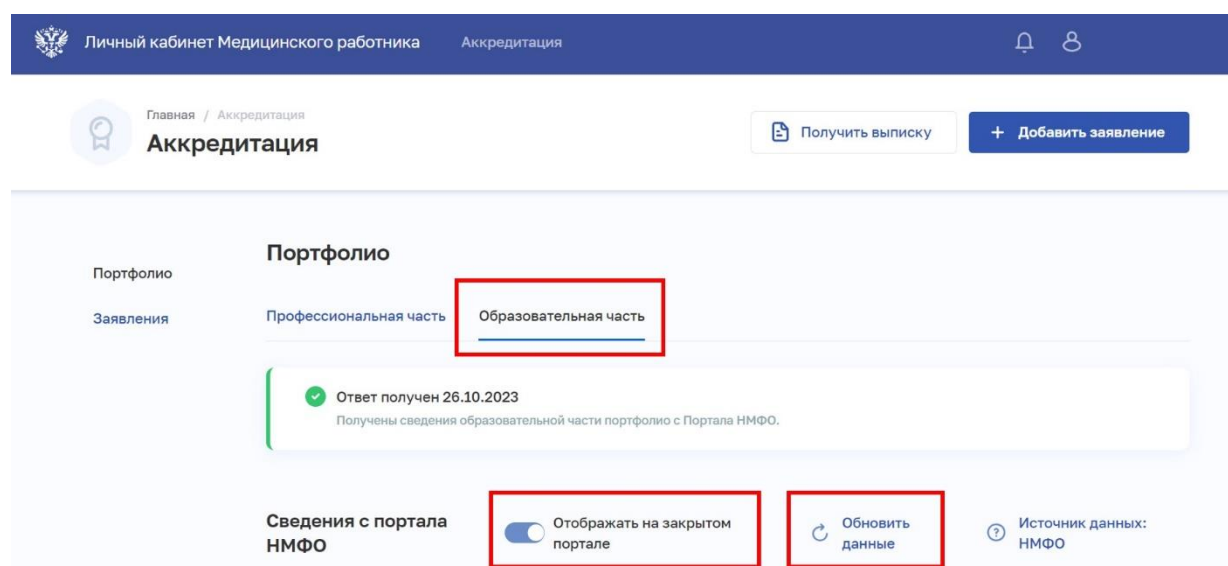 Личный кабинет Медицинского работника Аккредитация
Главная / Аккредитация
Аккредитация
Получить выписку
+ Добавить заявление
Портфолио
Заявления
Портфолио
Профессиональная часть Образовательная часть
Ответ получен 26.10.2023
Получены сведения образовательной части портфолио с Портала НМФО.
Сведения с портала
НМФО
Отображать на закрытом
портале
Обновить
данные
Источник данных:
НМФО